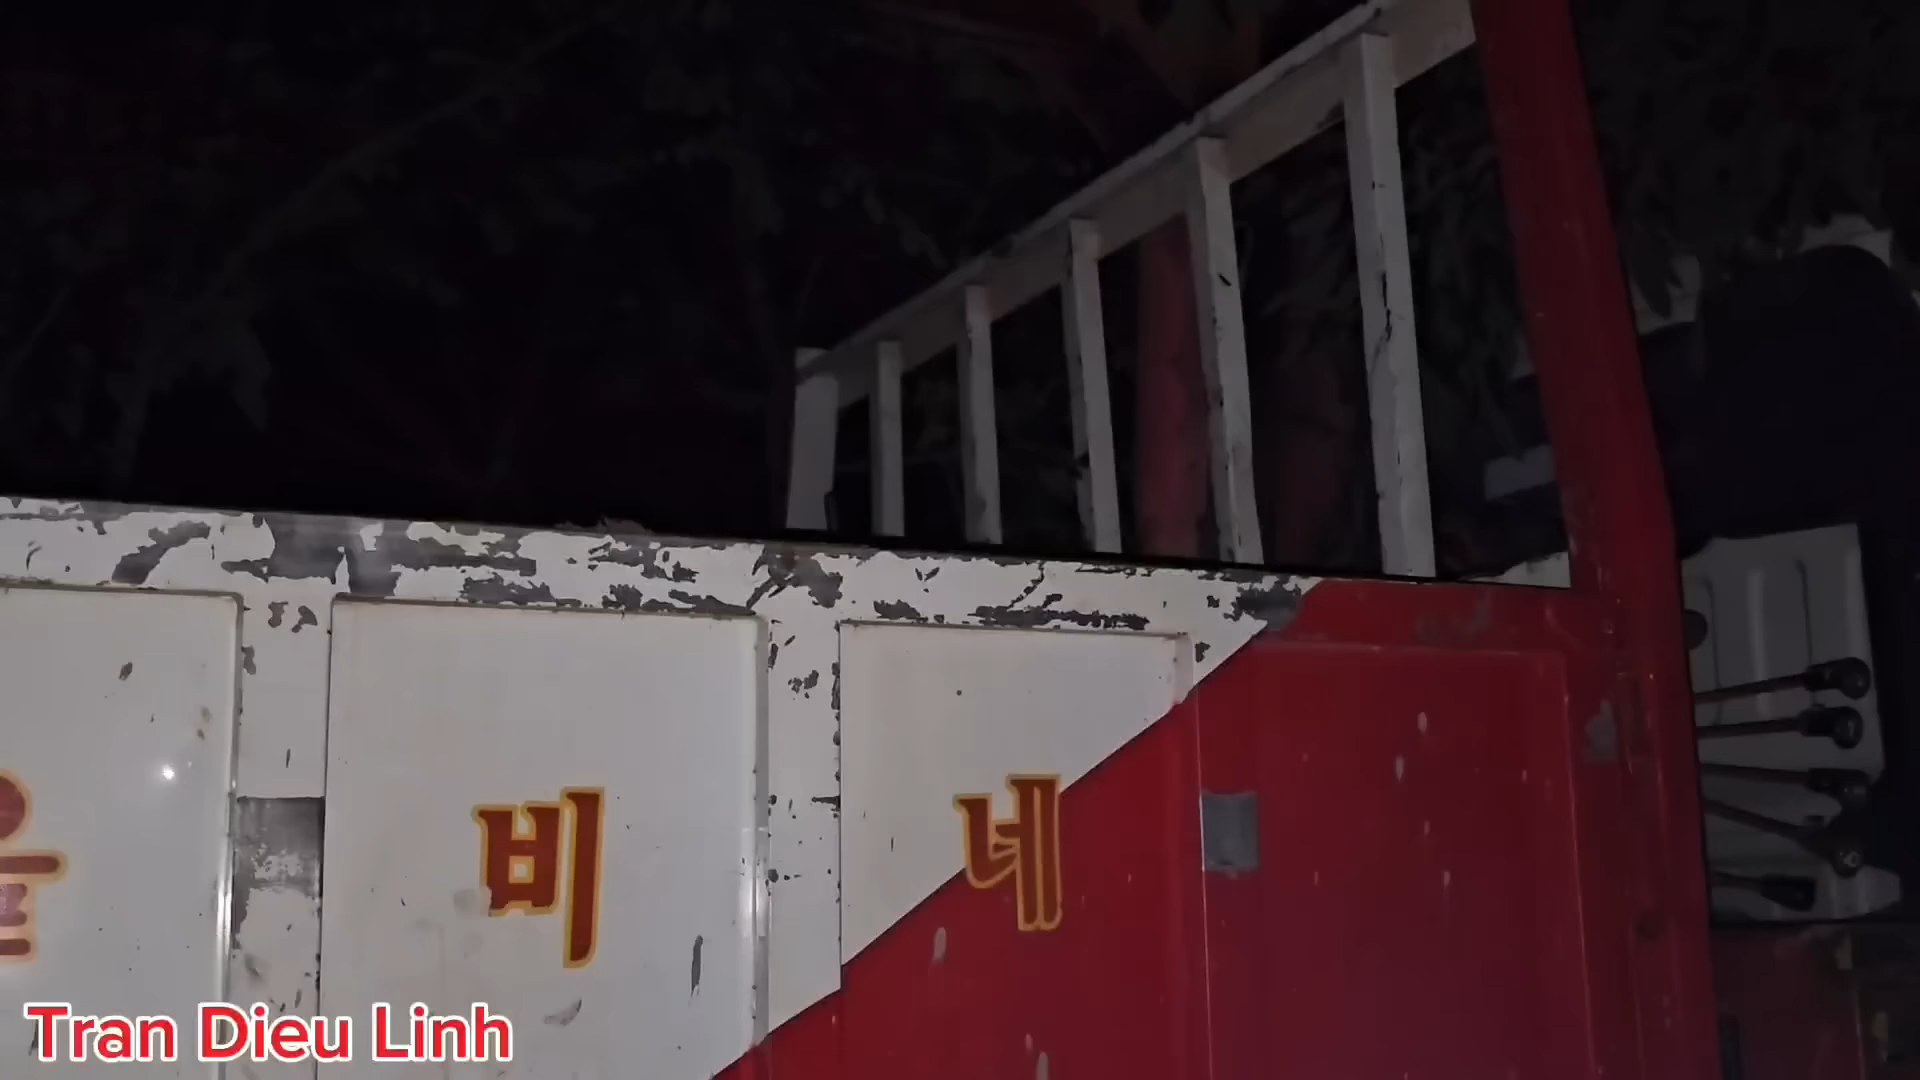 비 네
Tran Dieu Linh